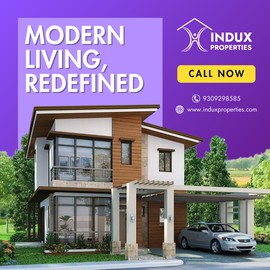 MODERN
LIVING,
REDEFINED
INDUX
PROPERTIES
CALL NOW
9309298585
www.induxproperties.com